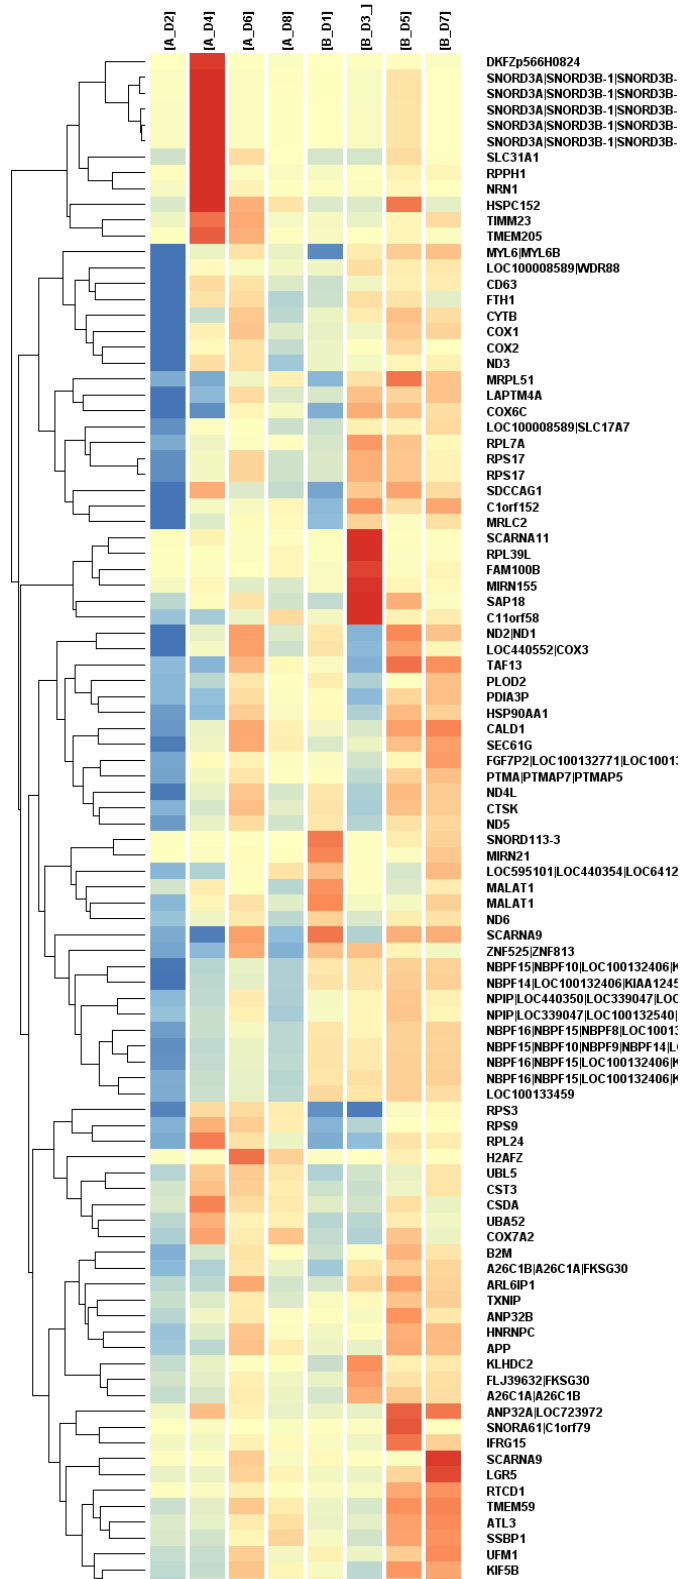 [A_D2] [A_D4] [A_D6] [A_D8] [B_D1] [B_D3_] [B_D5] [B_D7]
DKFZp566H0824
SNORD3A|SNORD3B-1|SNORD3B-
SNORD3A|SNORD3B-1|SNORD3B-
SNORD3A|SNORD3B-1|SNORD3B-
SNORD3A|SNORD3B-1|SNORD3B-
SNORD3A|SNORD3B-1|SNORD3B-
SLC31A1
RPPH1
NRN1
HSPC152
TIMM23
TMEM205
MYL6|MYL6B
LOC100008589|WDR88
CD63
FTH1
CYTB
COX1
COX2
ND3
MRPL51
LAPTM4A
COX6C
LOC100008589|SLC17A7
RPL7A
RPS17
RPS17
SDCCAG1
C1orf152
MRLC2
SCARNA11
RPL39L
FAM100B
MIRN155
SAP18
C11orf58
ND2|ND1
LOC440552|COX3
TAF13
PLOD2
PDIA3P
HSP90AA1
CALD1
SEC61G
FGF7P2|LOC100132771|LOC1001
PTMA|PTMAP7|PTMAP5
ND4L
CTSK
ND5
SNORD113-3
MIRN21
LOC595101|LOC440354|LOC6412
MALAT1
MALAT1
ND6
SCARNA9
ZNF525|ZNF813
NBPF15|NBPF10|LOC100132406|K
NBPF14|LOC100132406|KIAA1245
NPIP|LOC440350|LOC339047|LOC
NPIP|LOC339047|LOC100132540|
NBPF16|NBPF15|NBPF8|LOC1001
NBPF15|NBPF10|NBPF9|NBPF14|L
NBPF16|NBPF15|LOC100132406|K
NBPF16|NBPF15|LOC100132406|K
LOC100133459
RPS3
RPS9
RPL24
H2AFZ
UBL5
CST3
CSDA
UBA52
COX7A2
B2M
A26C1B|A26C1A|FKSG30
ARL6IP1
TXNIP
ANP32B
HNRNPC
APP
KLHDC2
FLJ39632|FKSG30
A26C1A|A26C1B
ANP32A|LOC723972
SNORA61|C1orf79
IFRG15
SCARNA9
LGR5
RTCD1
TMEM59
ATL3
SSBP1
UFM1
KIF5B